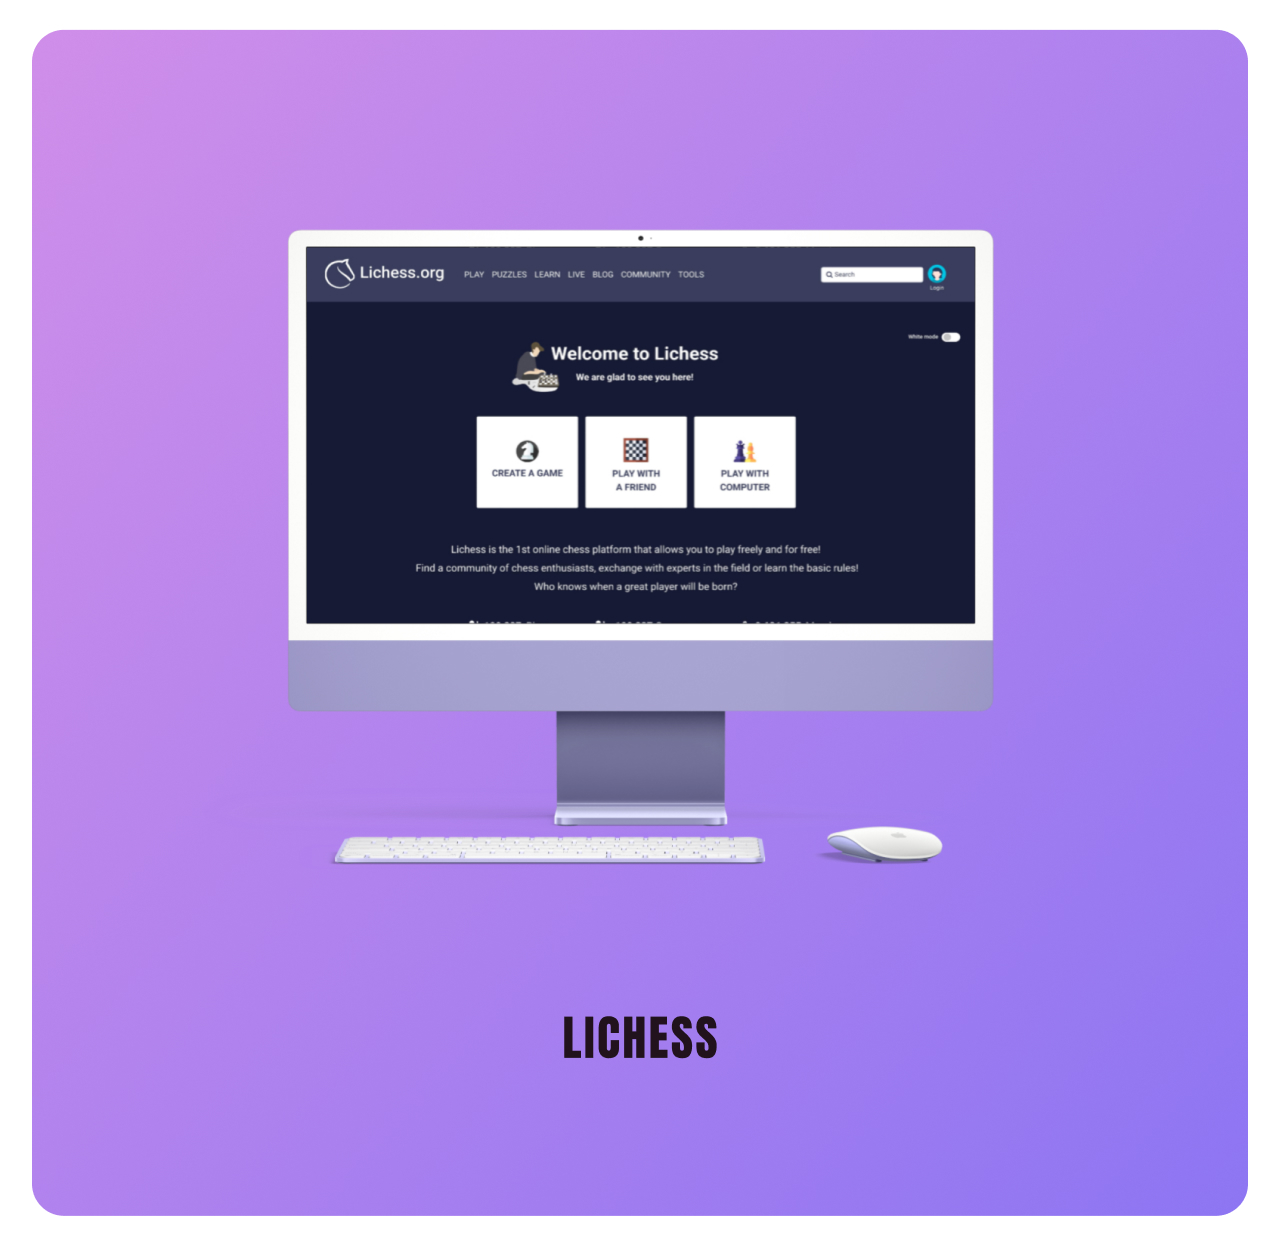 Lichess.org PLAY PUZZLES LEARN LIVE BLOG COMMUNITY TOOLS Search
Login
White mode
Welcome to Lichess
We are glad to see you here!
CREATE A GAME
PLAY WITH
A FRIEND
PLAY WITH
COMPUTER
Lichess is the 1st online chess platform that allows you to play freely and for free!
Find a community of chess enthusiasts, exchange with experts in the field or learn the basic rules!
Who knows when a great player will be born?
LICHESS